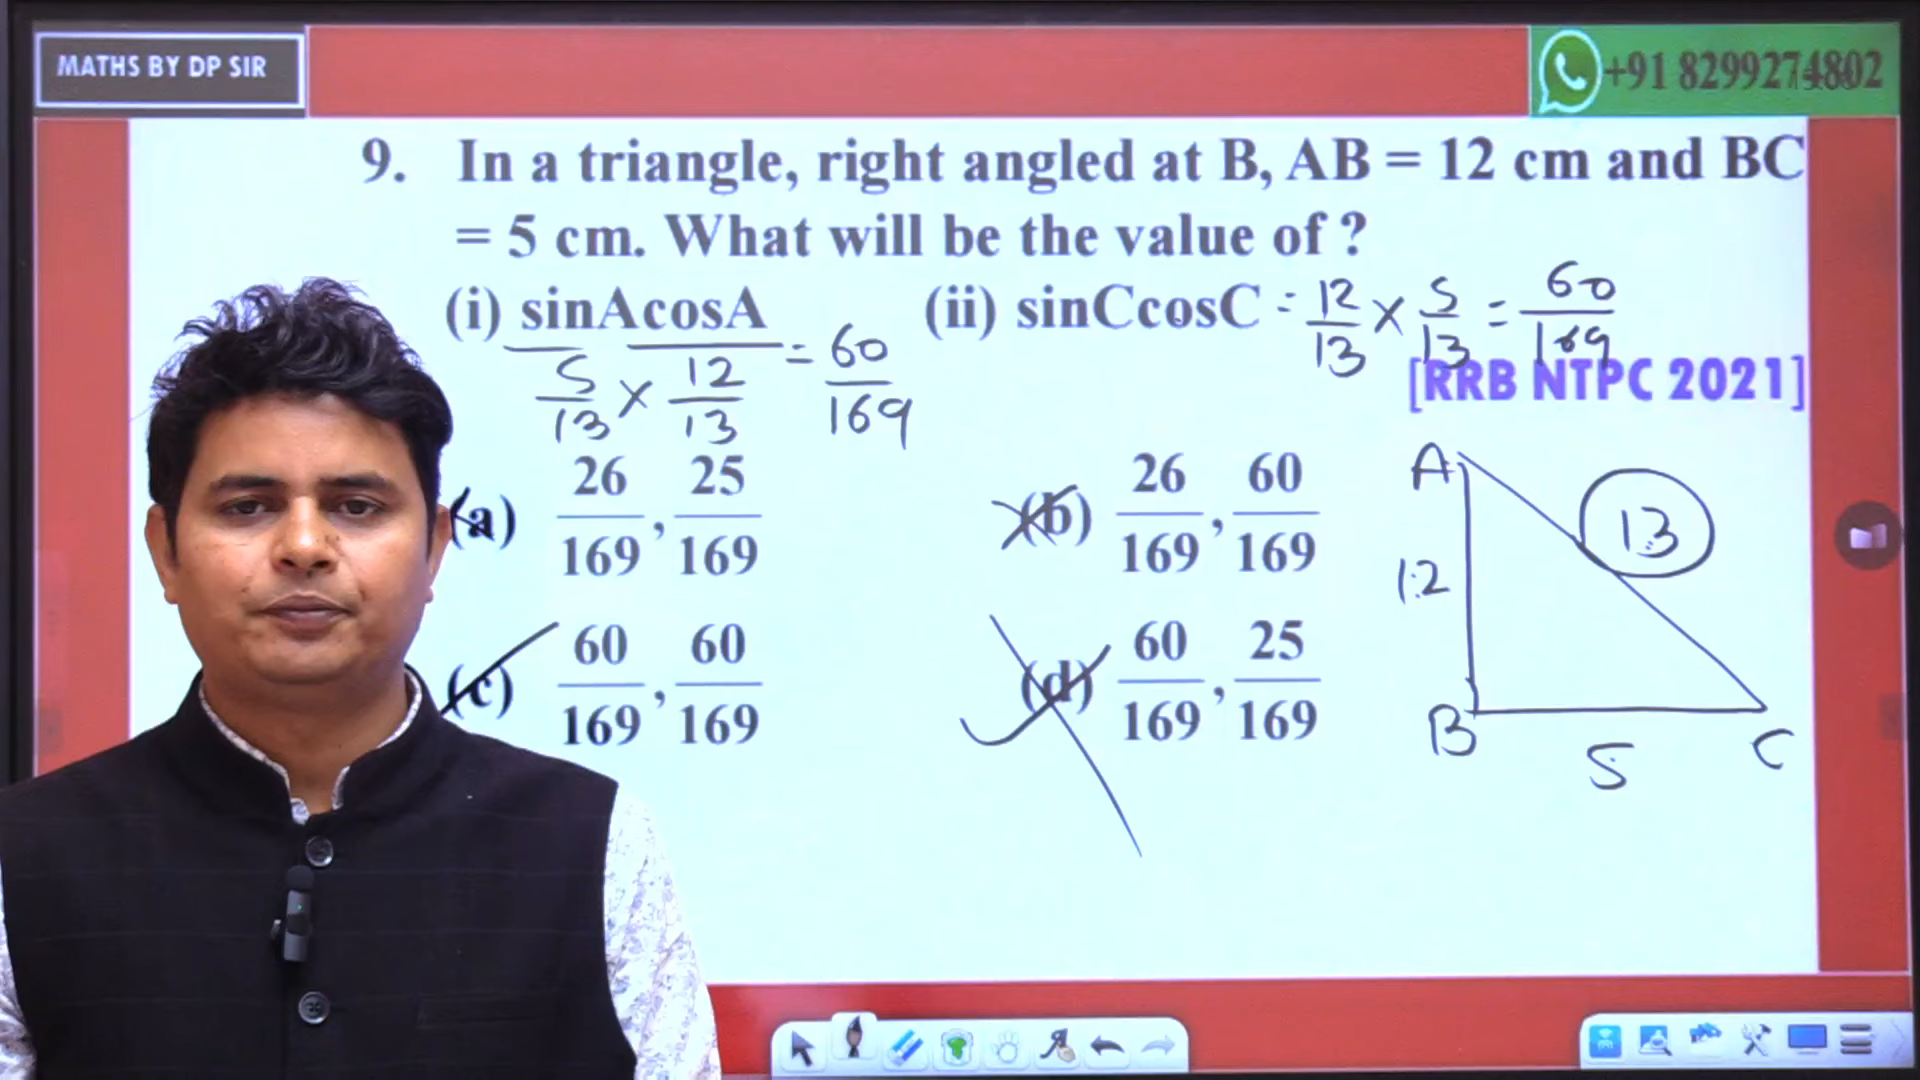 MATHS BY DP SIR
+91 8299274802
9. In a triangle, right angled at B, AB = 12 cm and BC
= 5 cm. What will be the value of ?
(i) sinAcosA (ii) sinCcosC = 12/13 × 5/13 = 60/169
5/13 × 12/13 = 60/169
[RRB NTPC 2021]
(a) 26/169, 25/169 (b) 26/169, 60/169
(c) 60/169, 60/169 (d) 60/169, 25/169
A
13
12
B
5
C